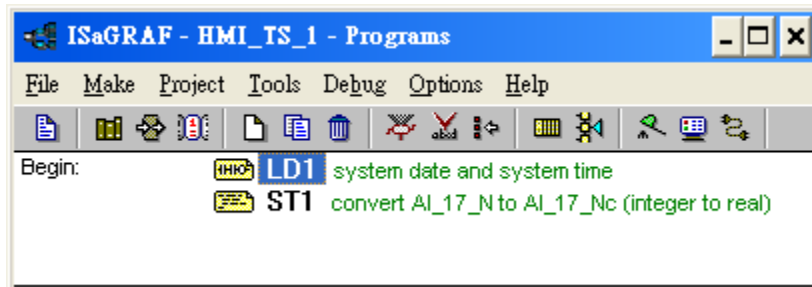 ISaGRAF - HMI_TS_1 - Programs
File Make Project Tools Debug Options Help
Begin: LD1 system date and system time
ST1 convert AI_17_N to AI_17_Nc (integer to real)